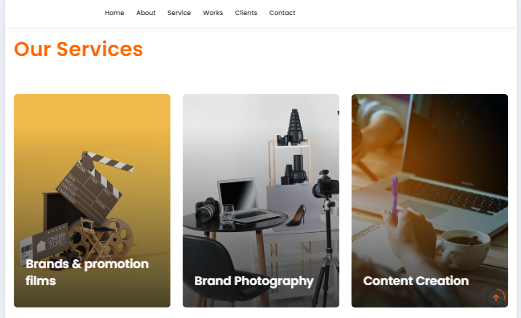 Home About Service Works Clients Contact
Our Services
Brands & promotion
films
Brand Photography
Content Creation